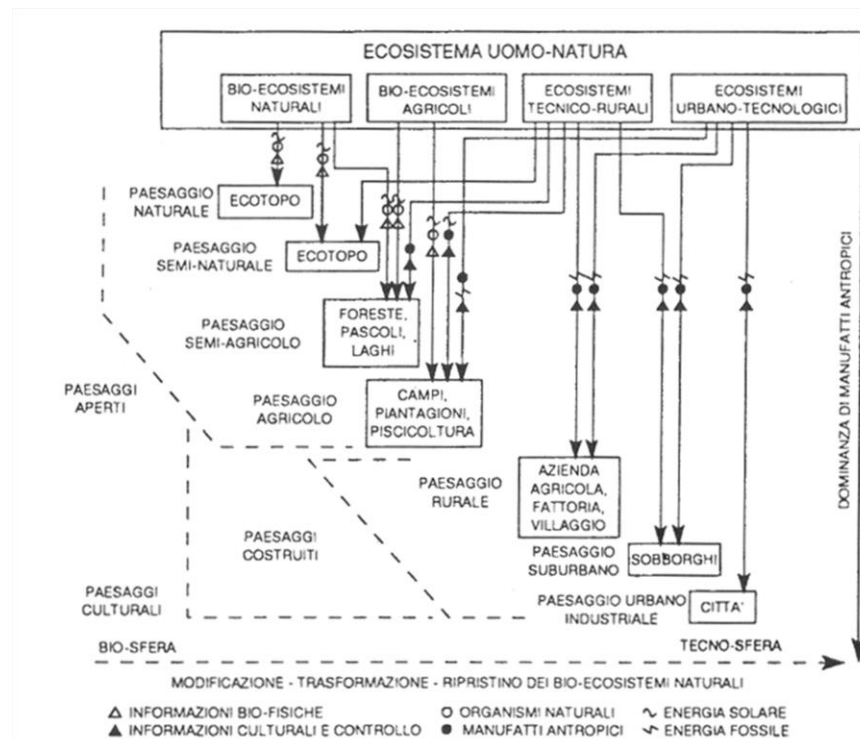 ECOSISTEMA UOMO-NATURA
BIO-ECOSISTEMI
NATURALI
BIO-ECOSISTEMI
AGRICOLI
ECOSISTEMI
TECNICO-RURALI
ECOSISTEMI
URBANO-TECNOLOGICI
PAESAGGIO
NATURALE
ECOTOPO
PAESAGGIO
SEMI-NATURALE
ECOTOPO
PAESAGGIO
SEMI-AGRICOLO
FORESTE,
PASCOLI,
LAGHI
PAESAGGI
APERTI
PAESAGGIO
AGRICOLO
CAMPI,
PIANTAGIONI,
PISCICOLTURA
PAESAGGIO
RURALE
AZIENDA
AGRICOLA,
FATTORIA,
VILLAGGIO
PAESAGGI
COSTRUITI
PAESAGGIO
SUBURBANO
SOBBORGHI
PAESAGGI
CULTURALI
PAESAGGIO URBANO
INDUSTRIALE
CITTA'
DOMINANZA DI MANUFATTI ANTROPICI
BIO-SFERA
TECNO-SFERA
MODIFICAZIONE - TRASFORMAZIONE - RIPRISTINO DEI BIO-ECOSISTEMI NATURALI
INFORMAZIONI BIO-FISICHE
ORGANISMI NATURALI
ENERGIA SOLARE
INFORMAZIONI CULTURALI E CONTROLLO
MANUFATTI ANTROPICI
ENERGIA FOSSILE